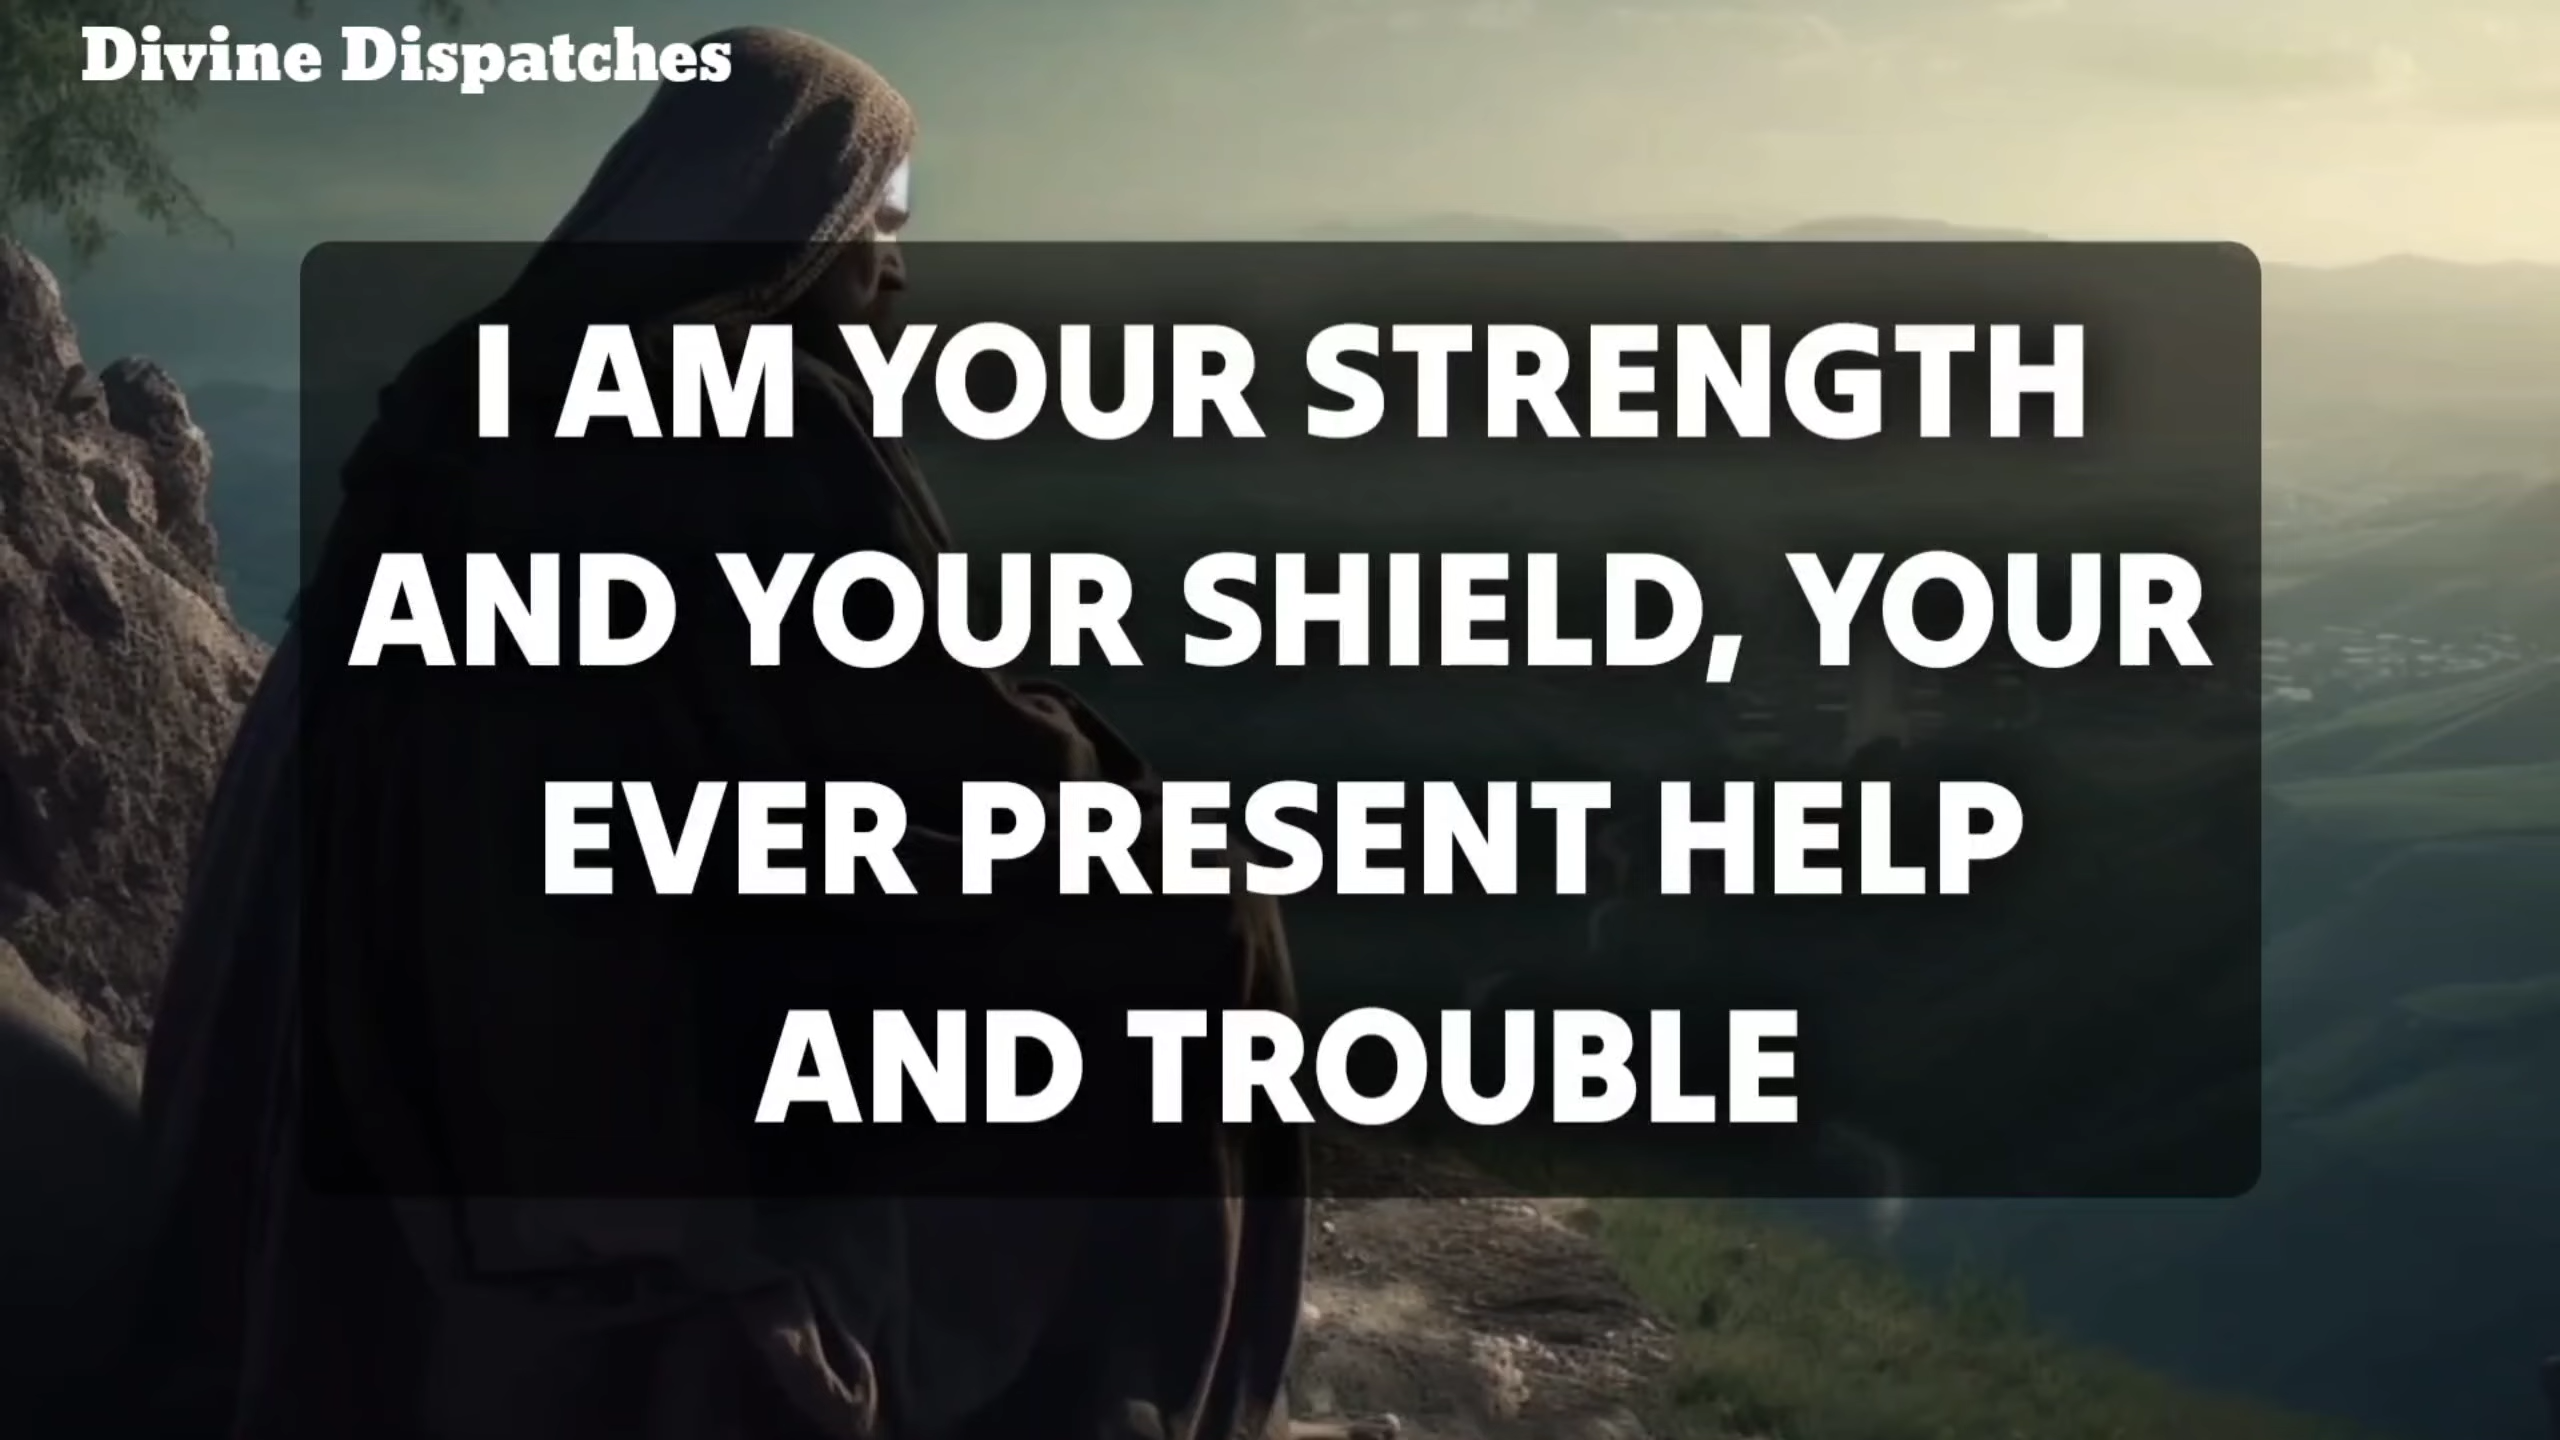 Divine Dispatches
I AM YOUR STRENGTH
AND YOUR SHIELD, YOUR
EVER PRESENT HELP
AND TROUBLE